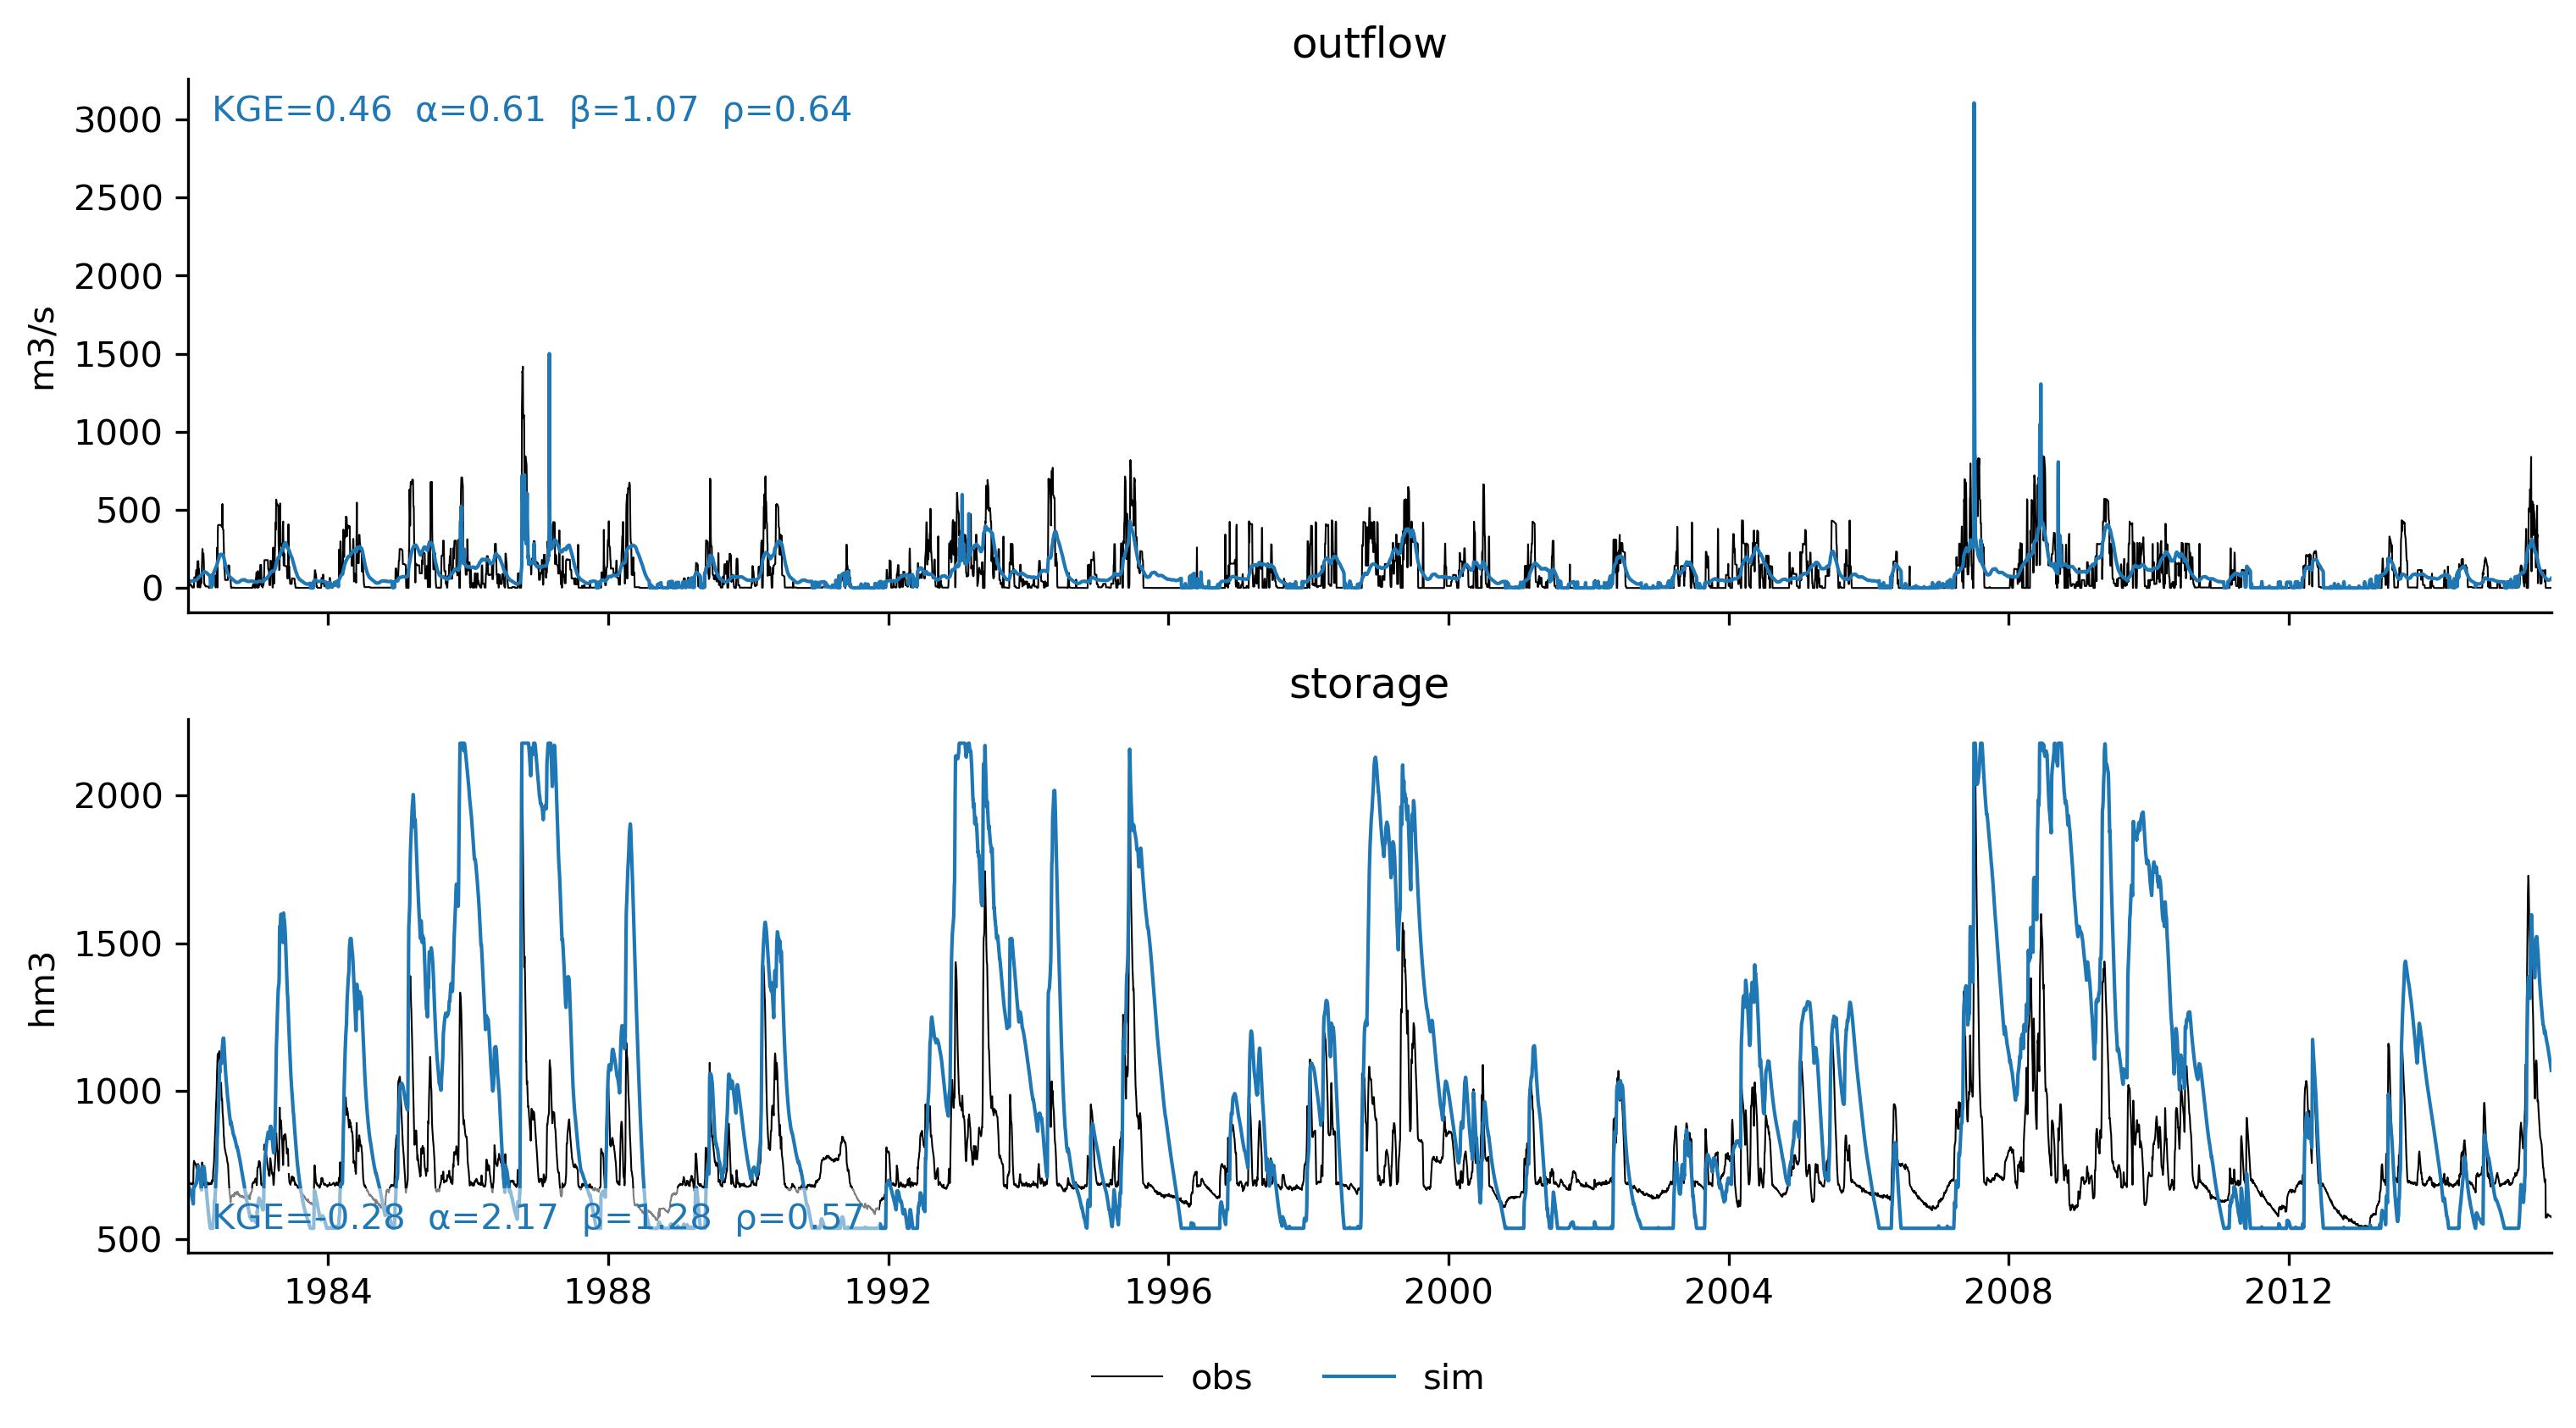 outflow
KGE=0.46  α=0.61  β=1.07  ρ=0.64
3000
2500
2000
1500
1000
500
0
m3/s
storage
2000
1500
1000
500
hm3
KGE=-0.28  α=2.17  β=1.28  ρ=0.57
1984 1988 1992 1996 2000 2004 2008 2012
obs sim